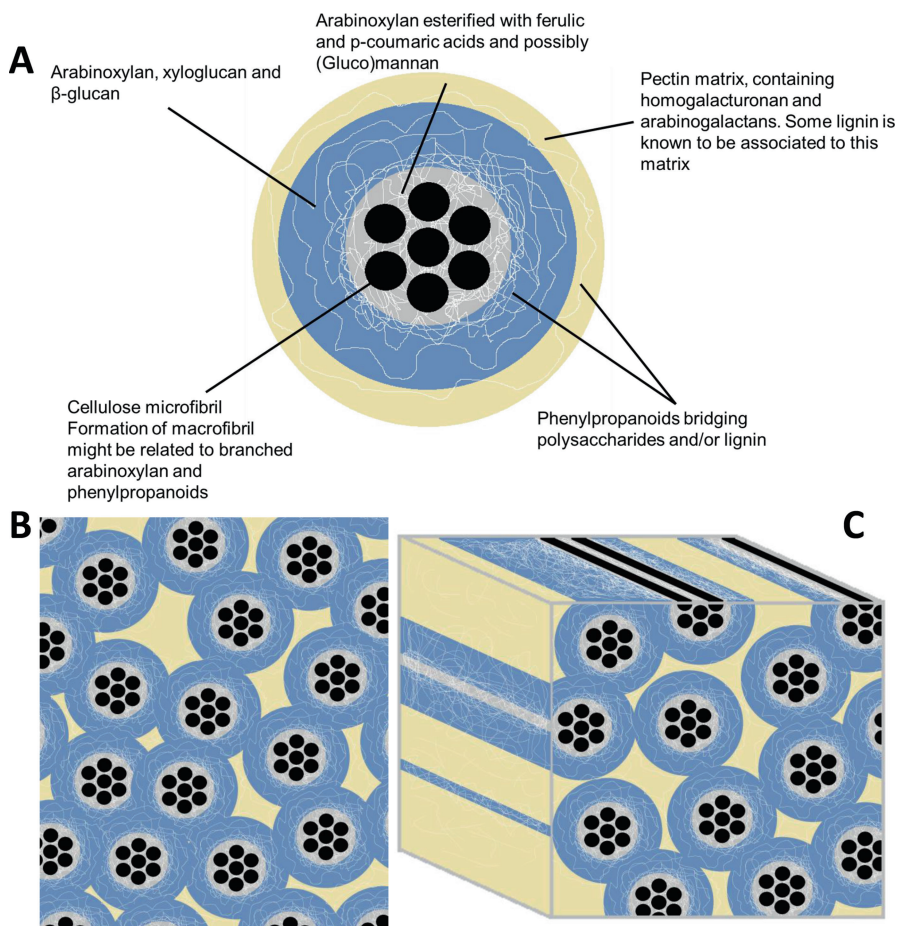 A
Arabinoxylan esterified with ferulic
and p-coumaric acids and possibly
(Gluco)mannan
Arabinoxylan, xyloglucan and
β-glucan
Pectin matrix, containing
homogalacturonan and
arabinogalactans. Some lignin is
known to be associated to this
matrix
Cellulose microfibril
Formation of macrofibril
might be related to branched
arabinoxylan and
phenylpropanoids
Phenylpropanoids bridging
polysaccharides and/or lignin
B
C